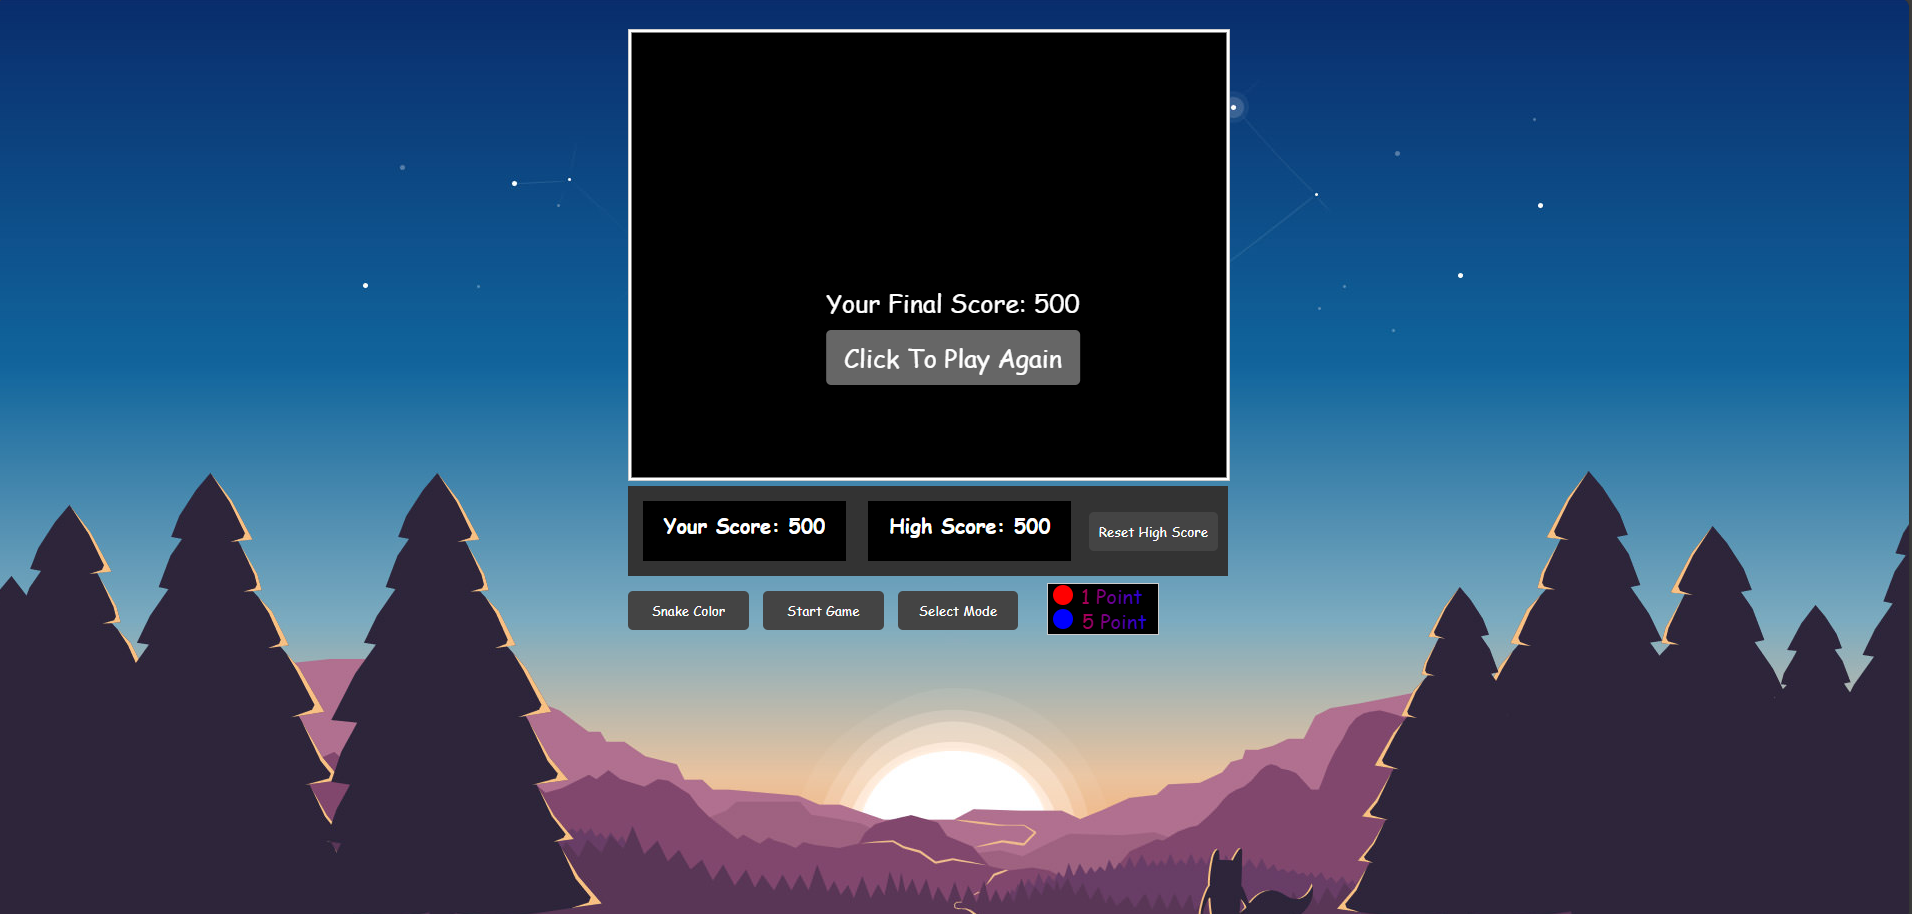 Your Final Score: 500
Click To Play Again
Your Score: 500
High Score: 500
Reset High Score
Snake Color
Start Game
Select Mode
1 Point
5 Point